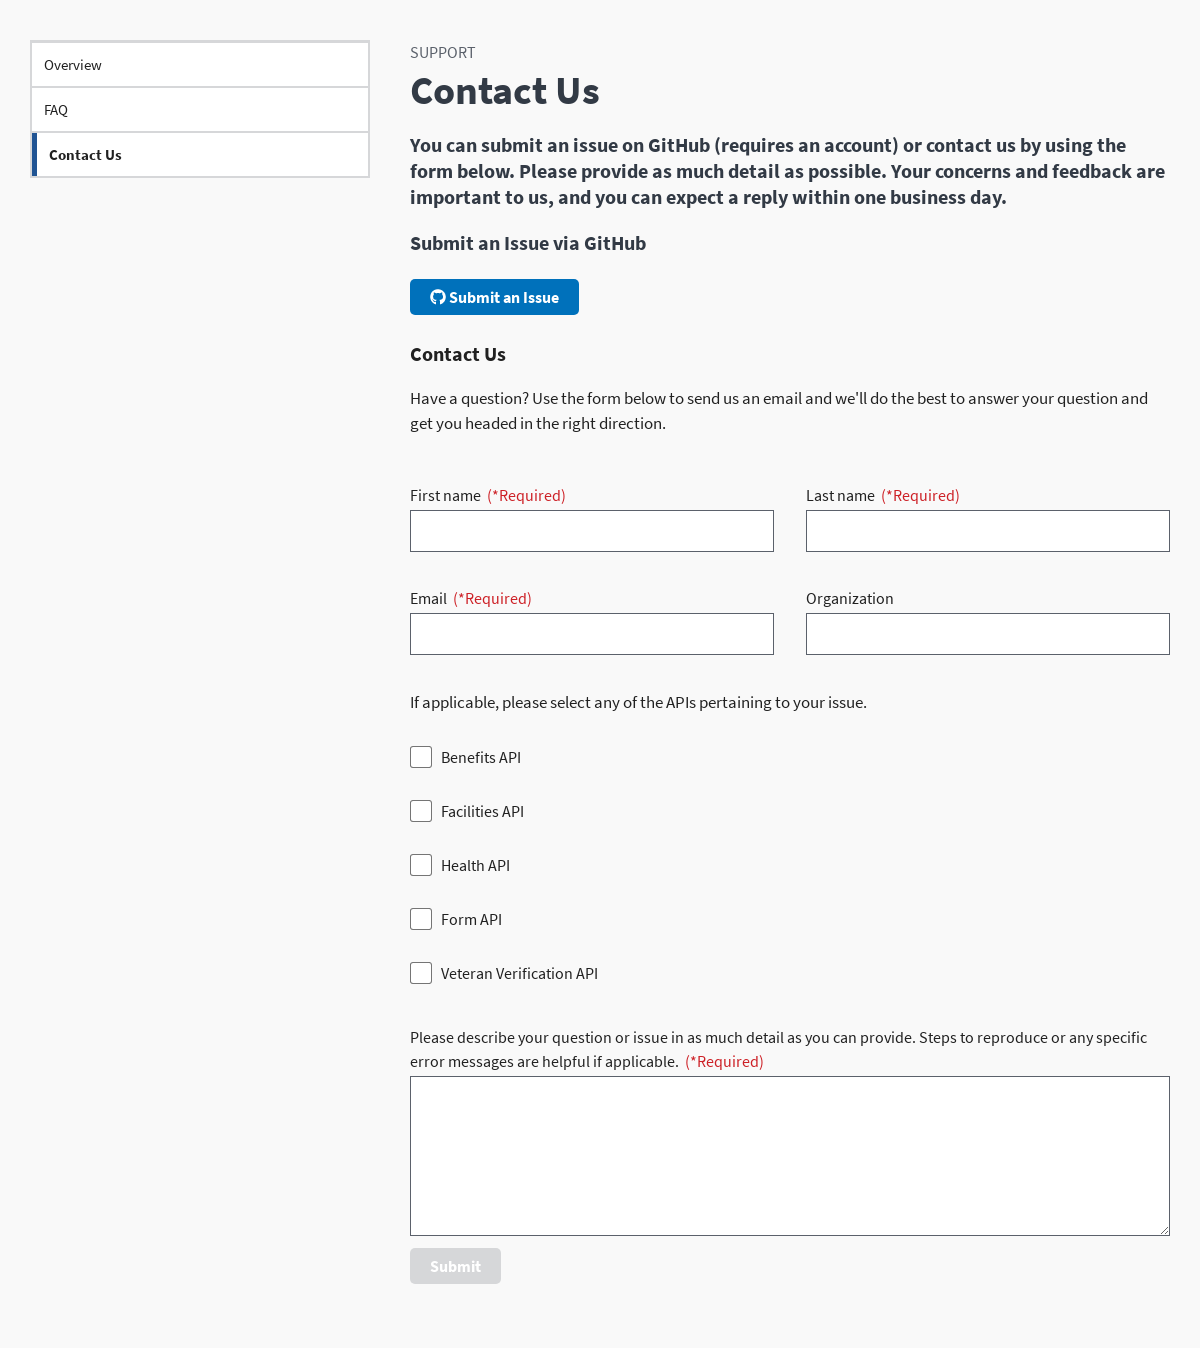 Overview
FAQ
Contact Us
SUPPORT
Contact Us
You can submit an issue on GitHub (requires an account) or contact us by using the
form below. Please provide as much detail as possible. Your concerns and feedback are
important to us, and you can expect a reply within one business day.
Submit an Issue via GitHub
Submit an Issue
Contact Us
Have a question? Use the form below to send us an email and we'll do the best to answer your question and
get you headed in the right direction.
First name (*Required)
Last name (*Required)
Email (*Required)
Organization
If applicable, please select any of the APIs pertaining to your issue.
Benefits API
Facilities API
Health API
Form API
Veteran Verification API
Please describe your question or issue in as much detail as you can provide. Steps to reproduce or any specific
error messages are helpful if applicable. (*Required)
Submit